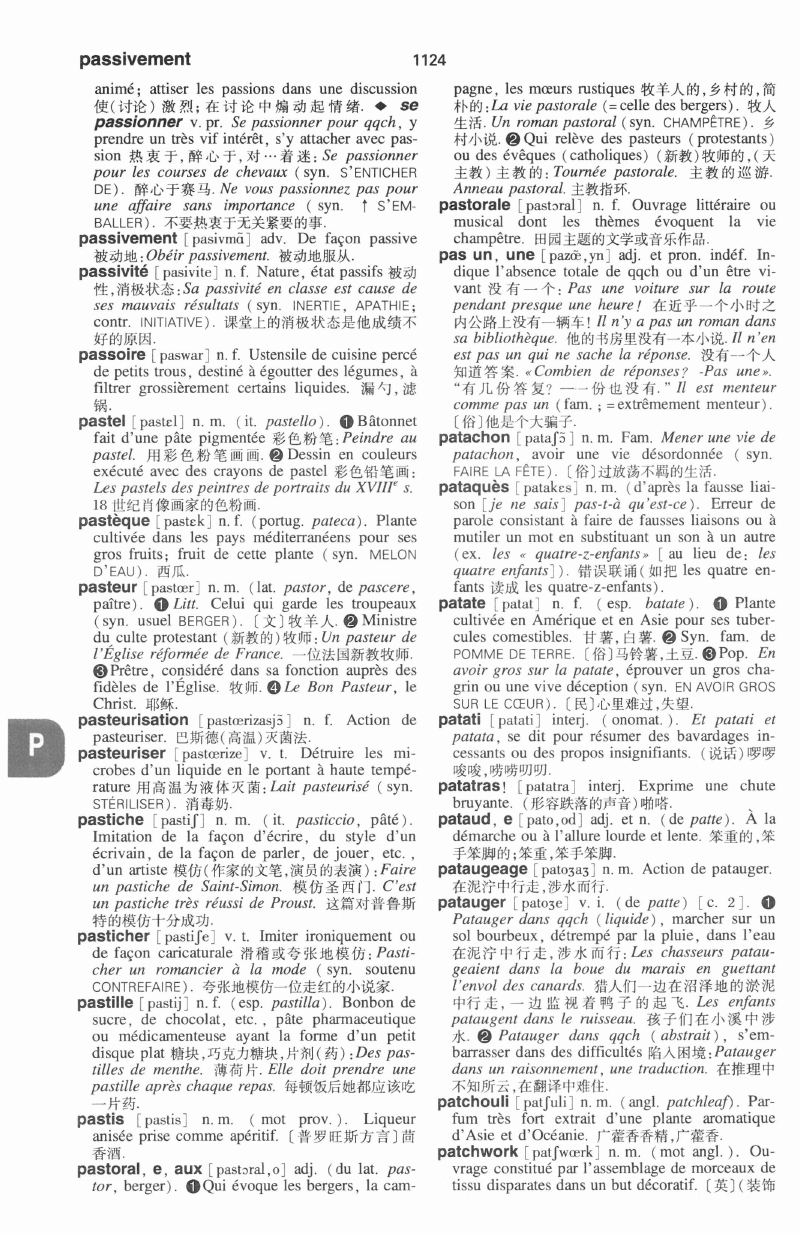 passivement
1124
animé; attiser les passions dans une discussion
使(讨论) 激烈; 在讨论中煽动起情绪. ◆ se
passionner v. pr. Se passionner pour qqch, y
prendre un très vif intérêt, s'y attacher avec pas-
sion 热衷于,醉心于,对…着迷: Se passionner
pour les courses de chevaux ( syn. S'ENTICHER
DE). 醉心于赛马. Ne vous passionnez pas pour
une affaire sans importance ( syn. ↑ S'EM-
BALLER). 不要热衷于无关紧要的事.
passivement [pasivmɑ̃] adv. De façon passive
被动地:Obéir passivement. 被动地服从.
passivité [pasivite] n. f. Nature, état passifs 被动
性,消极状态:Sa passivité en classe est cause de
ses mauvais résultats ( syn. INERTIE, APATHIE;
contr. INITIATIVE). 课堂上的消极状态是他成绩不
好的原因.
passoire [paswar] n. f. Ustensile de cuisine percé
de petits trous, destiné à égoutter des légumes, à
filtrer grossièrement certains liquides. 漏勺,滤
锅.
pastel [pastɛl] n. m. (it. pastello). ❶Bâtonnet
fait d'une pâte pigmentée 彩色粉笔:Peindre au
pastel. 用彩色粉笔画画. ❷Dessin en couleurs
exécuté avec des crayons de pastel 彩色铅笔画:
Les pastels des peintres de portraits du XVIIIe s.
18 世纪肖像画家的色粉画.
pastèque [pastɛk] n. f. (portug. pateca). Plante
cultivée dans les pays méditerranéens pour ses
gros fruits; fruit de cette plante ( syn. MELON
D'EAU). 西瓜.
pasteur [pastœr] n. m. (lat. pastor, de pascere,
paître). ❶ Litt. Celui qui garde les troupeaux
(syn. usuel BERGER). 〔文〕牧羊人. ❷Ministre
du culte protestant (新教的)牧师:Un pasteur de
l'Église réformée de France. 一位法国新教牧师.
❸Prêtre, considéré dans sa fonction auprès des
fidèles de l'Église. 牧师. ❹Le Bon Pasteur, le
Christ. 耶稣.
pasteurisation [pastœrizasjɔ̃] n. f. Action de
pasteuriser. 巴斯德(高温)灭菌法.
pasteuriser [pastœrize] v. t. Détruire les mi-
crobes d'un liquide en le portant à haute tempé-
rature 用高温为液体灭菌:Lait pasteurisé ( syn.
STÉRILISER). 消毒奶.
pastiche [pastiʃ] n. m. ( it. pasticcio, pâté).
Imitation de la façon d'écrire, du style d'un
écrivain, de la façon de parler, de jouer, etc. ,
d'un artiste 模仿(作家的文笔,演员的表演):Faire
un pastiche de Saint-Simon. 模仿圣西门. C'est
un pastiche très réussi de Proust. 这篇对普鲁斯
特的模仿十分成功.
pasticher [pastiʃe] v. t. Imiter ironiquement ou
de façon caricaturale 滑稽或夸张地模仿: Pasti-
cher un romancier à la mode ( syn. soutenu
CONTREFAIRE). 夸张地模仿一位走红的小说家.
pastille [pastij] n. f. (esp. pastilla). Bonbon de
sucre, de chocolat, etc. , pâte pharmaceutique
ou médicamenteuse ayant la forme d'un petit
disque plat 糖块,巧克力糖块,片剂(药):Des pas-
tilles de menthe. 薄荷片. Elle doit prendre une
pastille après chaque repas. 每顿饭后她都应该吃
一片药.
pastis [pastis] n. m. ( mot prov. ). Liqueur
anisée prise comme apéritif. 〔普罗旺斯方言〕茴
香酒.
pastoral, e, aux [pastɔral,o] adj. (du lat. pas-
tor, berger). ❶Qui évoque les bergers, la cam-
P
pagne, les mœurs rustiques 牧羊人的,乡村的,简
朴的:La vie pastorale (=celle des bergers). 牧人
生活. Un roman pastoral (syn. CHAMPÊTRE). 乡
村小说. ❷Qui relève des pasteurs (protestants)
ou des évêques (catholiques) (新教)牧师的,(天
主教)主教的: Tournée pastorale. 主教的巡游.
Anneau pastoral. 主教指环.
pastorale [pastɔral] n. f. Ouvrage littéraire ou
musical dont les thèmes évoquent la vie
champêtre. 田园主题的文学或音乐作品.
pas un, une [pazœ̃,yn] adj. et pron. indéf. In-
dique l'absence totale de qqch ou d'un être vi-
vant 没有一个: Pas une voiture sur la route
pendant presque une heure! 在近乎一个小时之
内公路上没有一辆车! Il n'y a pas un roman dans
sa bibliothèque. 他的书房里没有一本小说. Il n'en
est pas un qui ne sache la réponse. 没有一个人
知道答案. «Combien de réponses? -Pas une».
“有几份答复? ——一份也没有.” Il est menteur
comme pas un (fam. ; =extrêmement menteur).
〔俗〕他是个大骗子.
patachon [pataʃɔ̃] n. m. Fam. Mener une vie de
patachon, avoir une vie désordonnée ( syn.
FAIRE LA FÊTE). 〔俗〕过放荡不羁的生活.
pataquès [patakɛs] n. m. (d'après la fausse liai-
son [je ne sais] pas-t-à qu'est-ce). Erreur de
parole consistant à faire de fausses liaisons ou à
mutiler un mot en substituant un son à un autre
(ex. les « quatre-z-enfants» [ au lieu de: les
quatre enfants]). 错误联诵(如把 les quatre en-
fants 读成 les quatre-z-enfants).
patate [patat] n. f. ( esp. batate ). ❶ Plante
cultivée en Amérique et en Asie pour ses tuber-
cules comestibles. 甘薯,白薯. ❷Syn. fam. de
POMME DE TERRE. 〔俗〕马铃薯,土豆. ❸Pop. En
avoir gros sur la patate, éprouver un gros cha-
grin ou une vive déception (syn. EN AVOIR GROS
SUR LE CŒUR). 〔民〕心里难过,失望.
patati [patati] interj. (onomat. ). Et patati et
patata, se dit pour résumer des bavardages in-
cessants ou des propos insignifiants. (说话)啰啰
唆唆,唠唠叨叨.
patatras! [patatra] interj. Exprime une chute
bruyante. (形容跌落的声音)啪嗒.
pataud, e [pato,od] adj. et n. (de patte). À la
démarche ou à l'allure lourde et lente. 笨重的,笨
手笨脚的;笨重,笨手笨脚.
pataugeage [patoʒaʒ] n. m. Action de patauger.
在泥泞中行走,涉水而行.
patauger [patoʒe] v. i. (de patte) [c. 2]. ❶
Patauger dans qqch (liquide), marcher sur un
sol bourbeux, détrempé par la pluie, dans l'eau
在泥泞中行走,涉水而行:Les chasseurs patau-
geaient dans la boue du marais en guettant
l'envol des canards. 猎人们一边在沼泽地的淤泥
中行走, 一边监视着鸭子的起飞. Les enfants
pataugent dans le ruisseau. 孩子们在小溪中涉
水. ❷ Patauger dans qqch ( abstrait), s'em-
barrasser dans des difficultés 陷入困境:Patauger
dans un raisonnement, une traduction. 在推理中
不知所云,在翻译中难住.
patchouli [patʃuli] n. m. (angl. patchleaf). Par-
fum très fort extrait d'une plante aromatique
d'Asie et d'Océanie. 广藿香香精,广藿香.
patchwork [patʃwœrk] n. m. (mot angl. ). Ou-
vrage constitué par l'assemblage de morceaux de
tissu disparates dans un but décoratif. 〔英〕(装饰